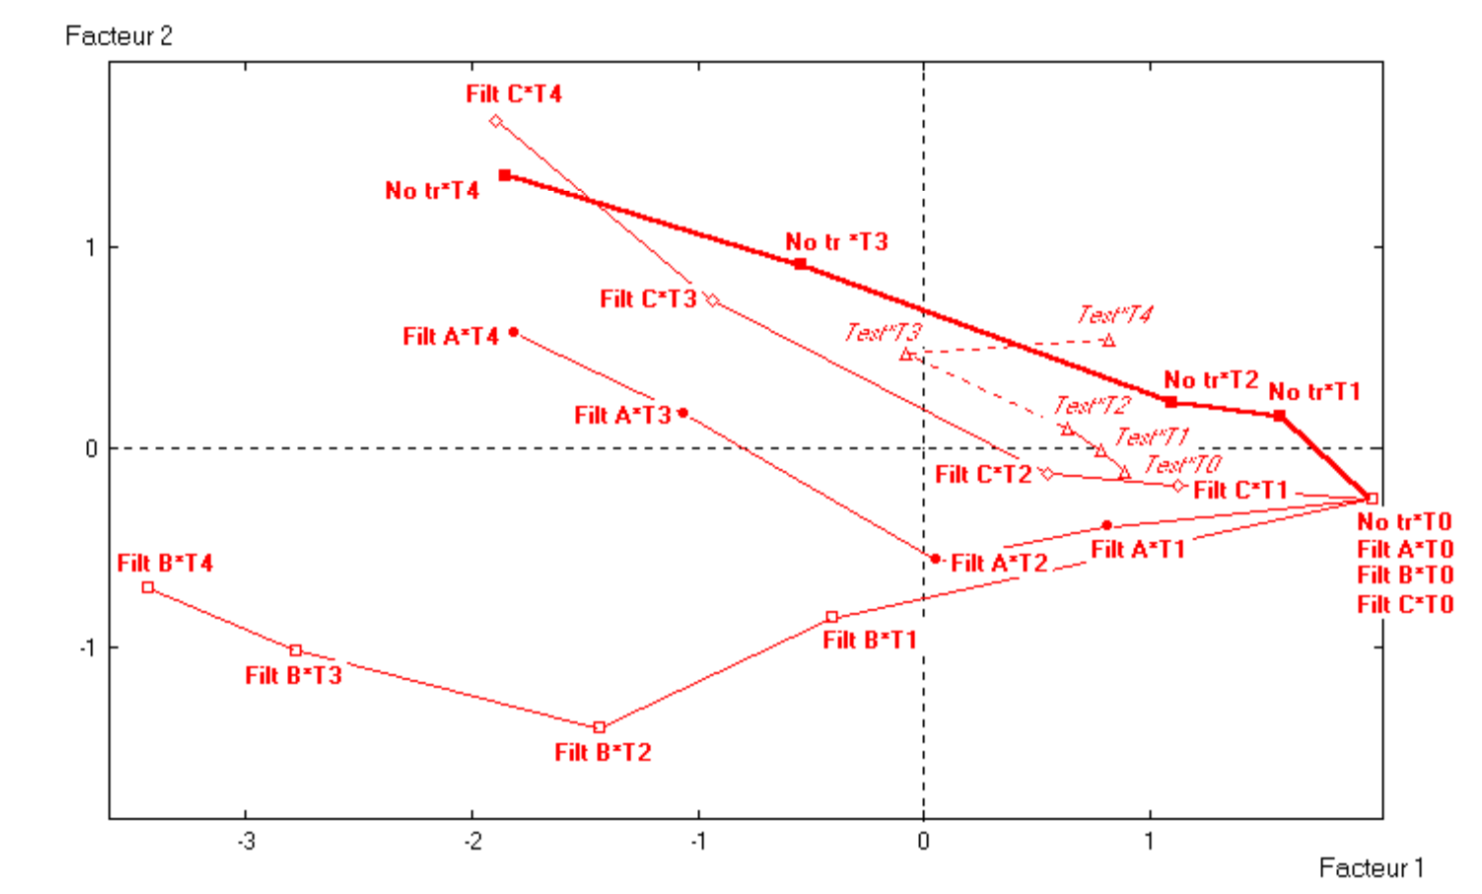 Facteur 2
Filt C*T4
No tr*T4
No tr *T3
1
Filt C*T3
Test*T4
Test*T3
Filt A*T4
No tr*T2
No tr*T1
Test*T2
Filt A*T3
Test*T1
0
Test*T0
Filt C*T2
Filt C*T1
No tr*T0
Filt A*T1
Filt A*T0
Filt B*T4
Filt A*T2
Filt B*T0
Filt C*T0
Filt B*T1
-1
Filt B*T3
Filt B*T2
-3
-2
-1
0
1
Facteur 1